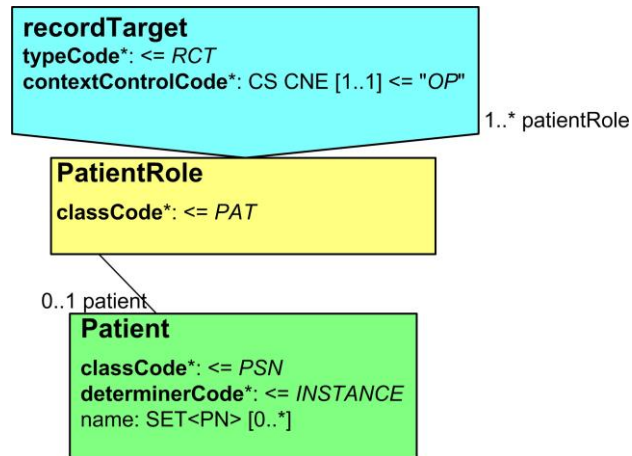 recordTarget
typeCode*: <= RCT
contextControlCode*: CS CNE [1..1] <= "OP"
1..* patientRole
PatientRole
classCode*: <= PAT
0..1 patient
Patient
classCode*: <= PSN
determinerCode*: <= INSTANCE
name: SET<PN> [0..*]